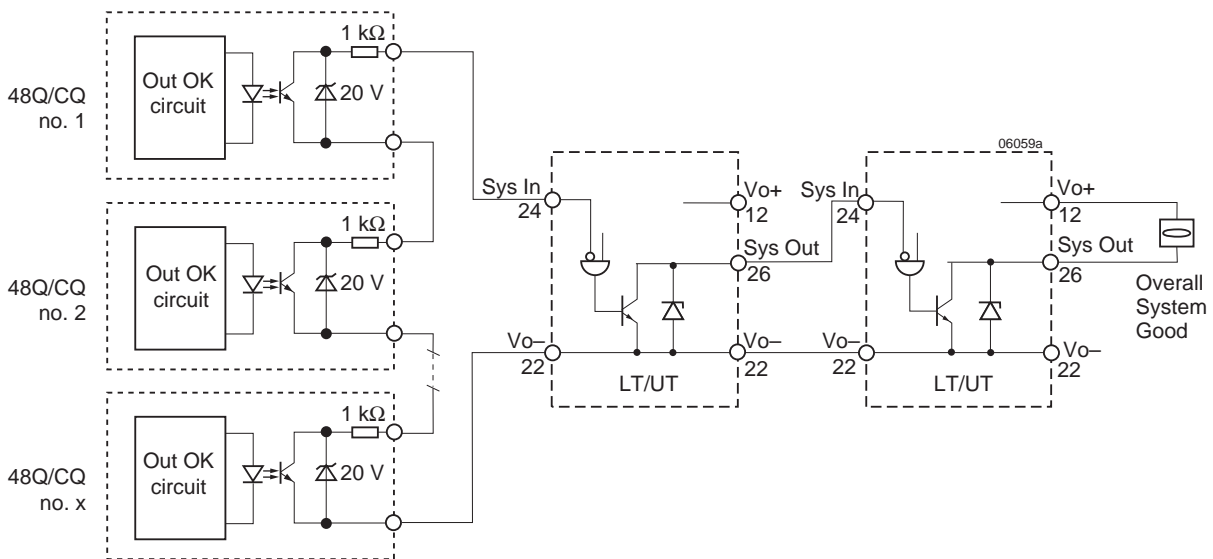 48Q/CQ
no. 1
Out OK
circuit
1 kΩ
20 V
48Q/CQ
no. 2
Out OK
circuit
1 kΩ
20 V
48Q/CQ
no. x
Out OK
circuit
1 kΩ
20 V
Sys In
24
Vo+
12
Sys Out
26
Vo–
22
Vo–
22
LT/UT
06059a
Sys In
24
Vo+
12
Sys Out
26
Vo–
22
Vo–
22
LT/UT
Overall
System
Good